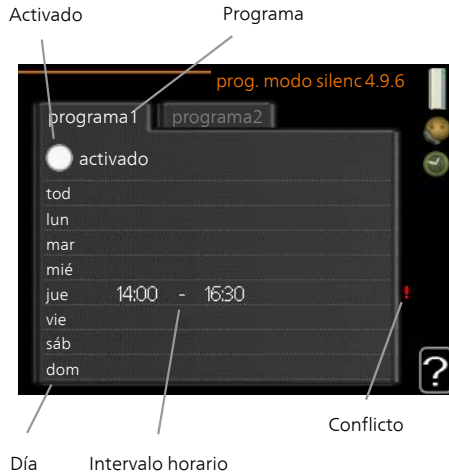 Activado
Programa
prog. modo silenc 4.9.6
programa1
programa2
activado
tod
lun
mar
mié
jue 14:00 - 16:30 !
vie
sáb
dom
?
Conflicto
Día
Intervalo horario